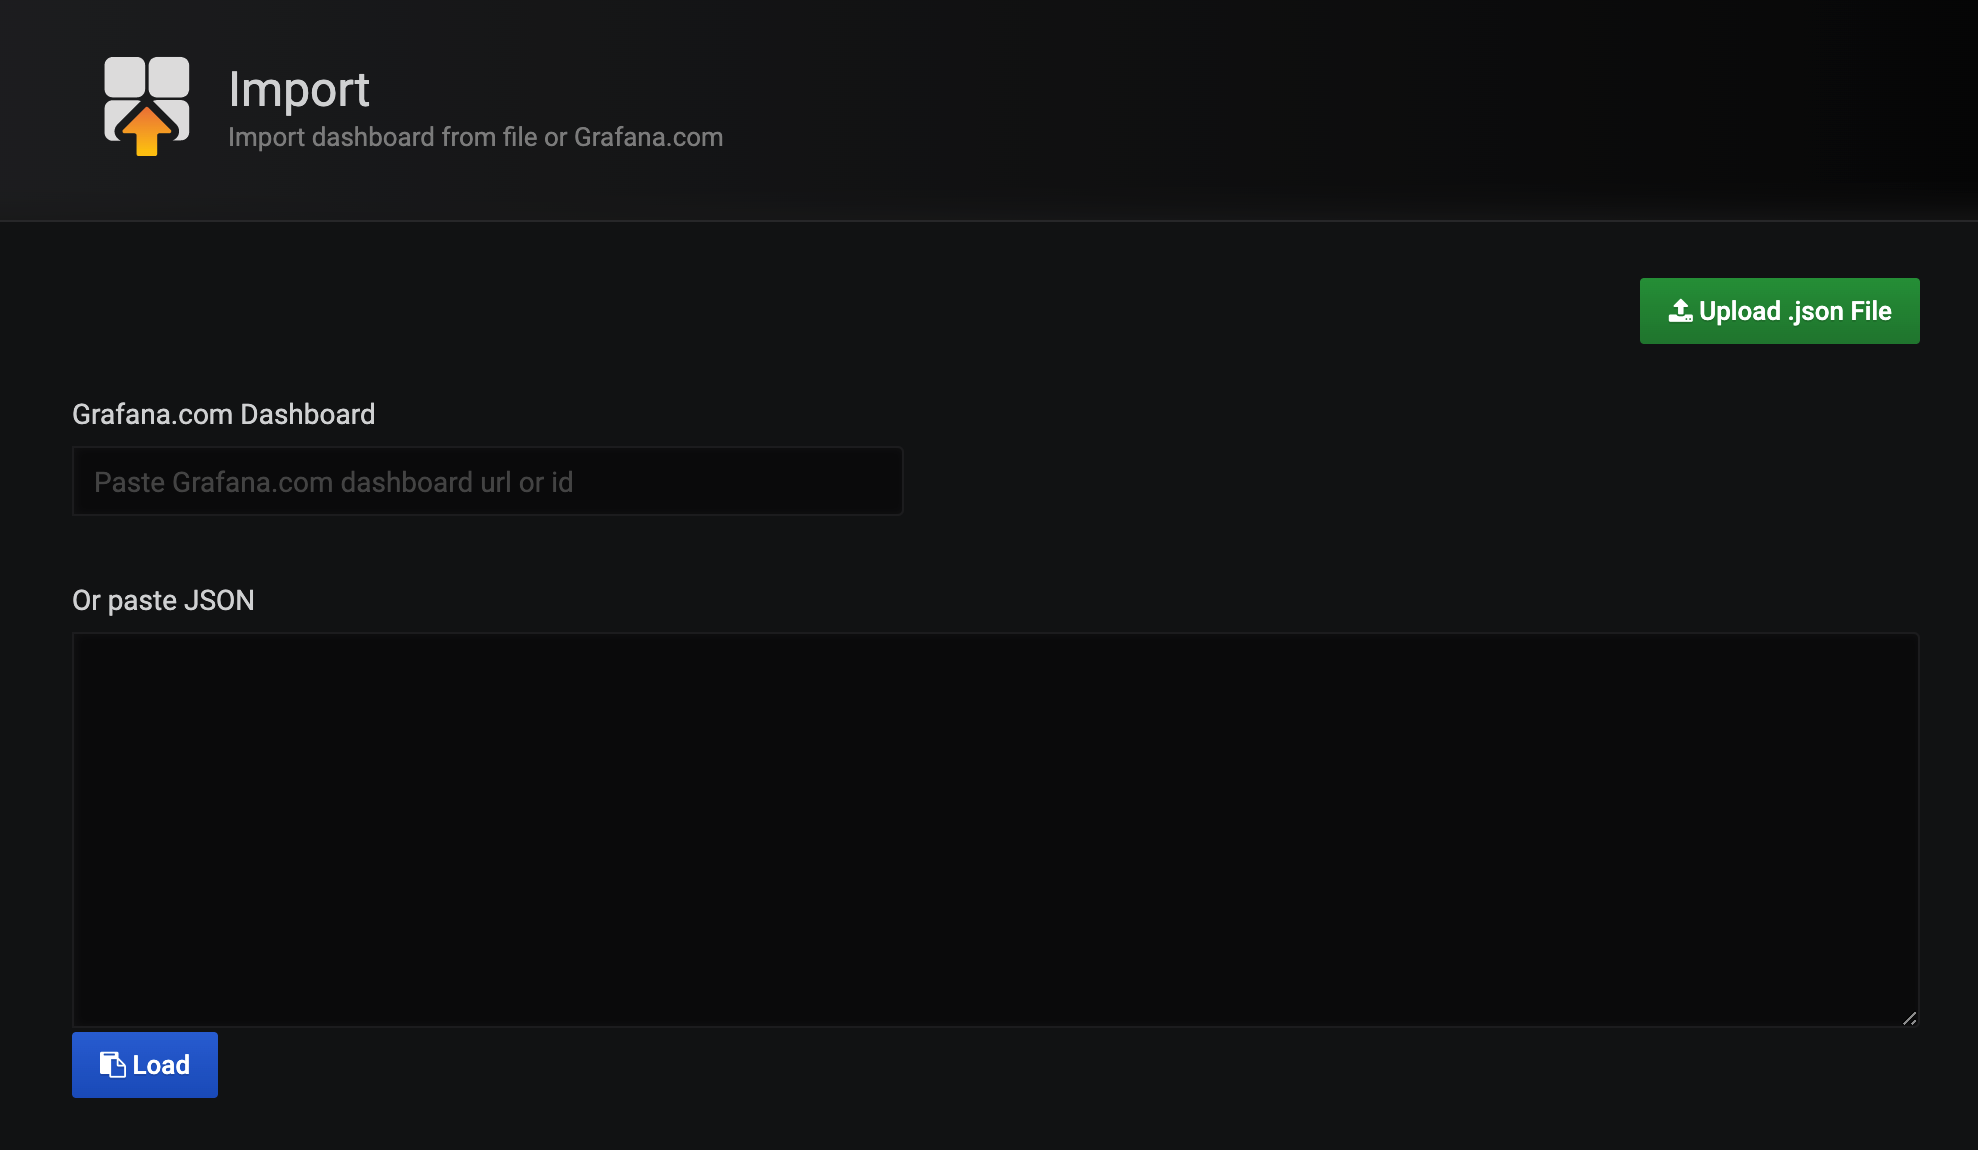 Import
Import dashboard from file or Grafana.com
Upload .json File
Grafana.com Dashboard
Paste Grafana.com dashboard url or id
Or paste JSON
Load